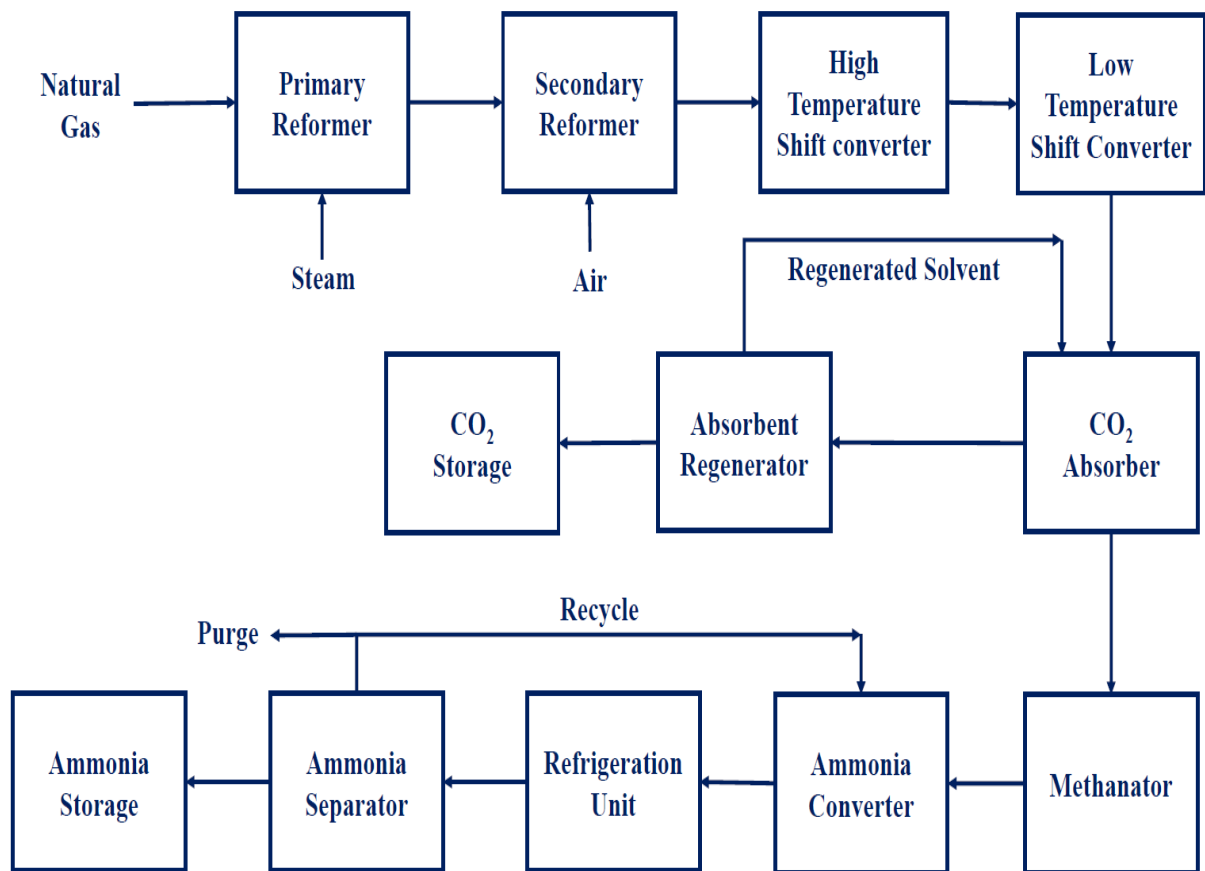 Natural
Gas
Primary
Reformer
Secondary
Reformer
High
Temperature
Shift converter
Low
Temperature
Shift Converter
Steam
Air
Regenerated Solvent
CO₂
Storage
Absorbent
Regenerator
CO₂
Absorber
Purge
Recycle
Ammonia
Storage
Ammonia
Separator
Refrigeration
Unit
Ammonia
Converter
Methanator